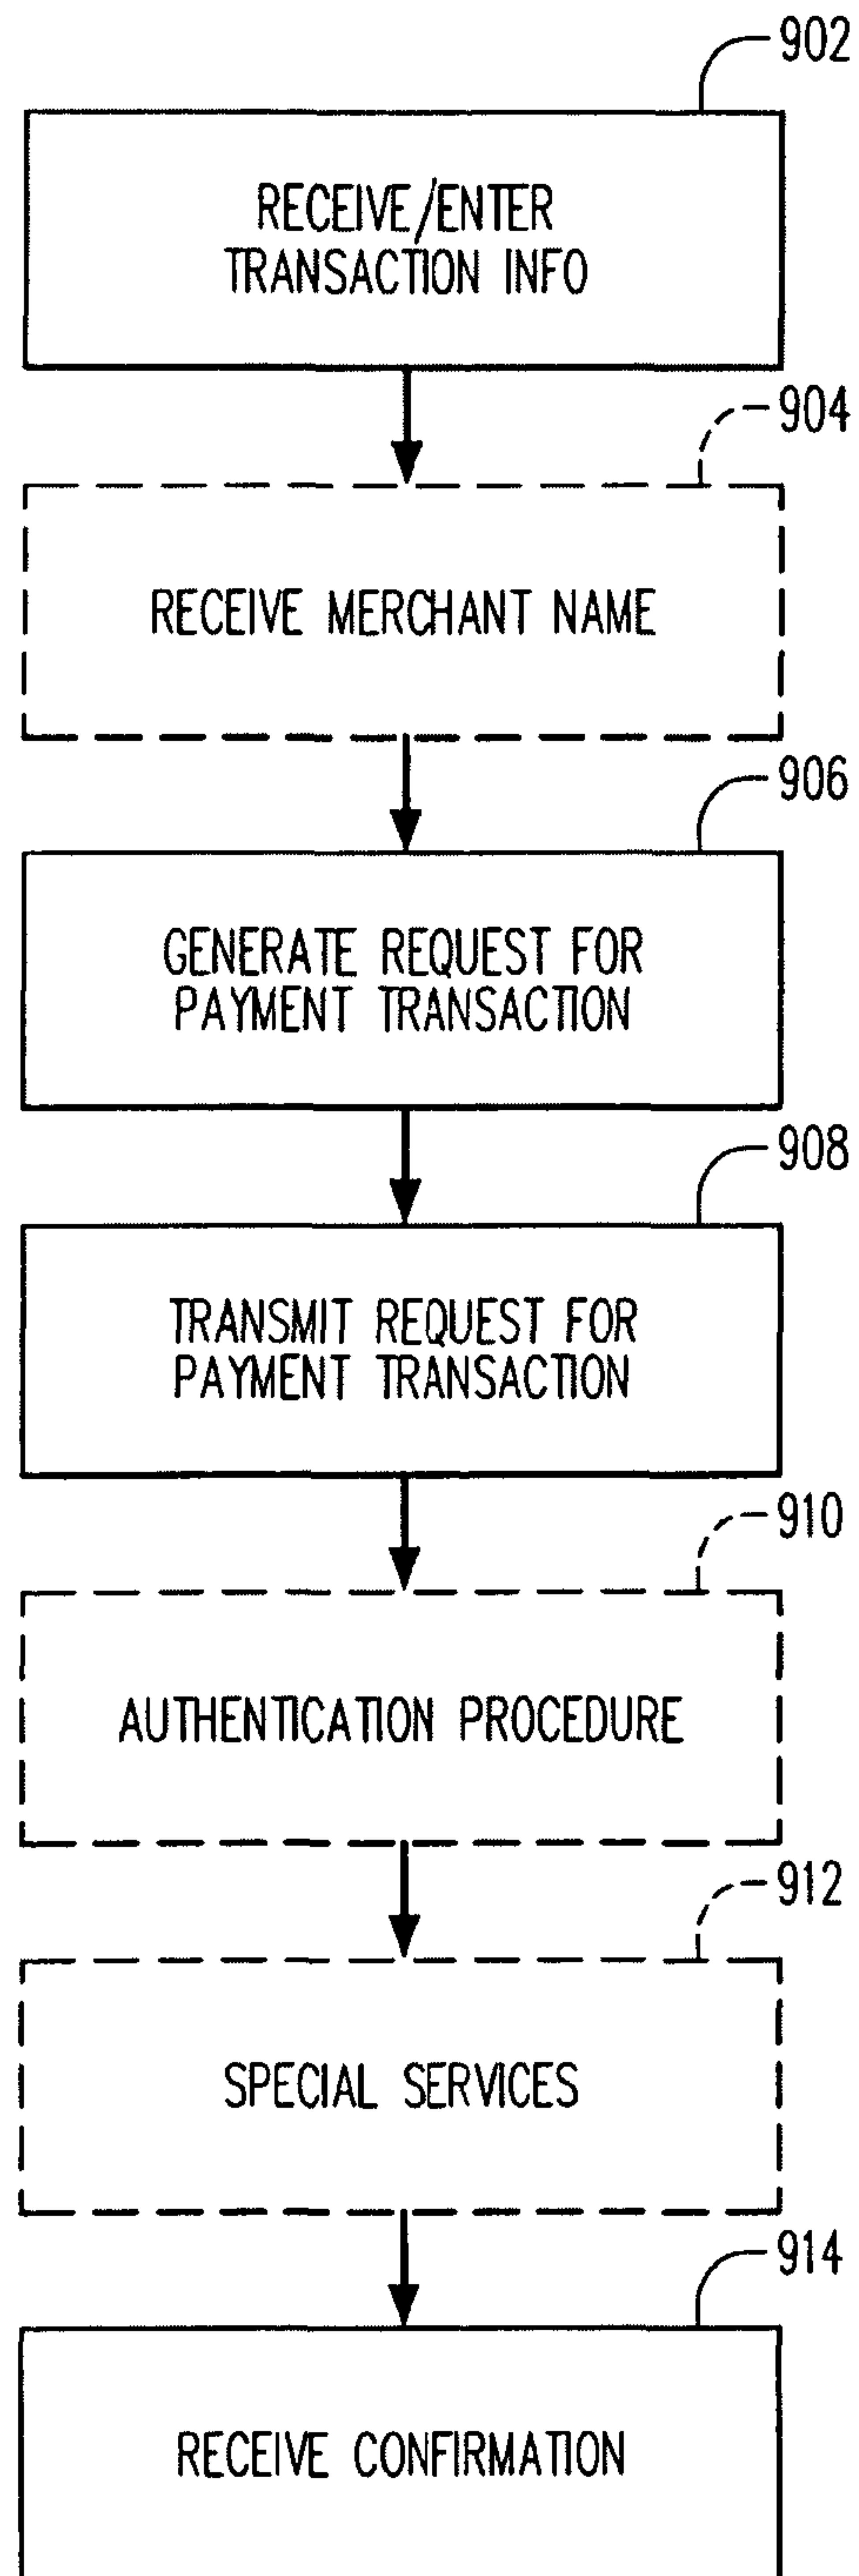 902
RECEIVE/ENTER
TRANSACTION INFO
904
RECEIVE MERCHANT NAME
906
GENERATE REQUEST FOR
PAYMENT TRANSACTION
908
TRANSMIT REQUEST FOR
PAYMENT TRANSACTION
910
AUTHENTICATION PROCEDURE
912
SPECIAL SERVICES
914
RECEIVE CONFIRMATION